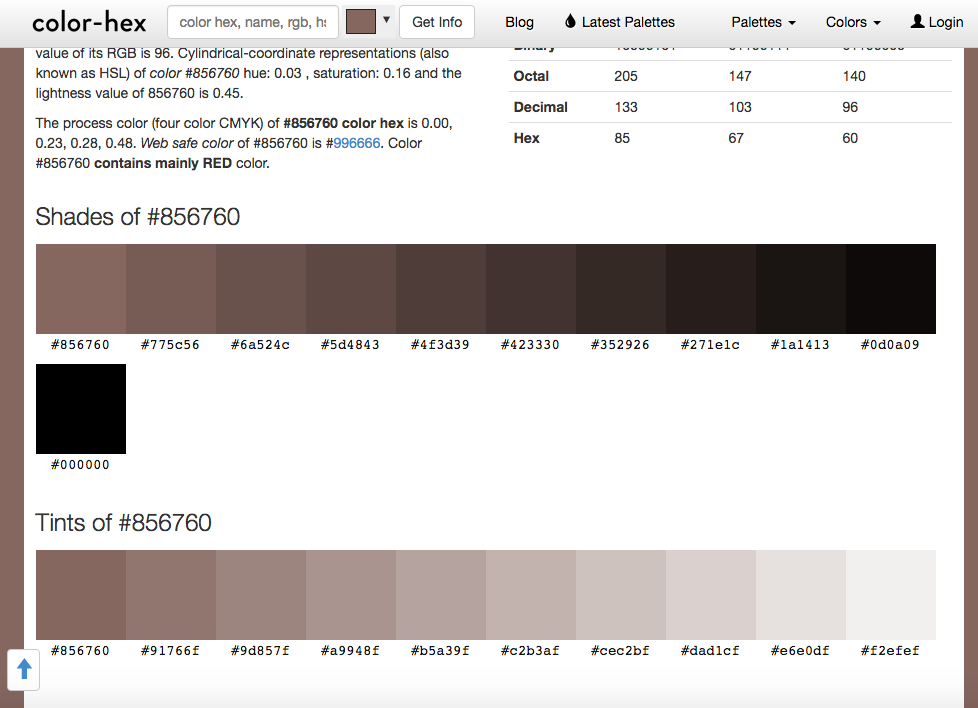 color-hex
color hex, name, rgb, hs
Get Info
Blog
Latest Palettes
Palettes
Colors
Login
value of its RGB is 96. Cylindrical-coordinate representations (also
known as HSL) of color #856760 hue: 0.03 , saturation: 0.16 and the
lightness value of 856760 is 0.45.
The process color (four color CMYK) of #856760 color hex is 0.00,
0.23, 0.28, 0.48. Web safe color of #856760 is #996666. Color
#856760 contains mainly RED color.
Octal 205 147 140
Decimal 133 103 96
Hex 85 67 60
Shades of #856760
#856760 #775c56 #6a524c #5d4843 #4f3d39 #423330 #352926 #271e1c #1a1413 #0d0a09
#000000
Tints of #856760
#856760 #91766f #9d857f #a9948f #b5a39f #c2b3af #cec2bf #dad1cf #e6e0df #f2efef